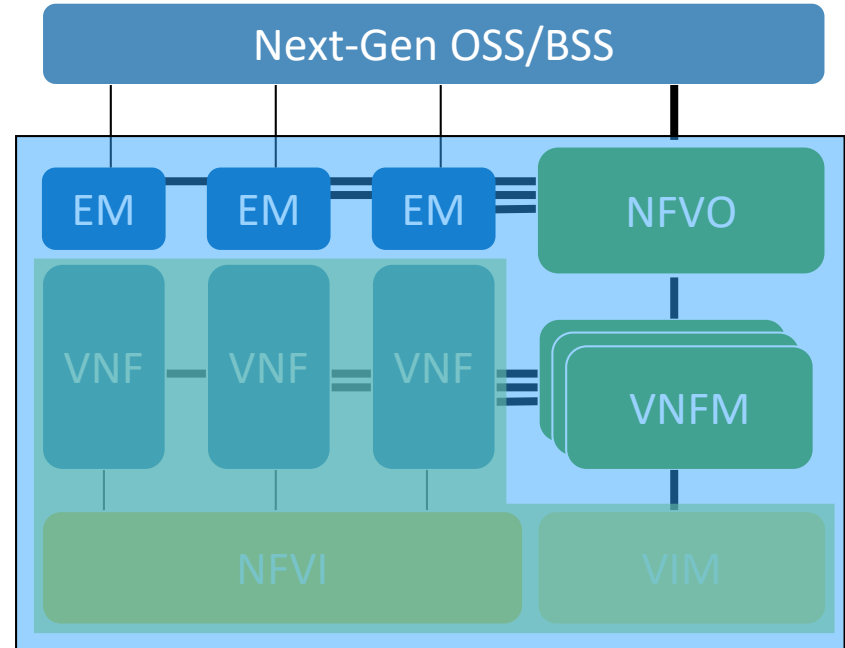 Next-Gen OSS/BSS
EM EM EM NFVO
VNF VNF VNF
VNFM
NFVI VIM